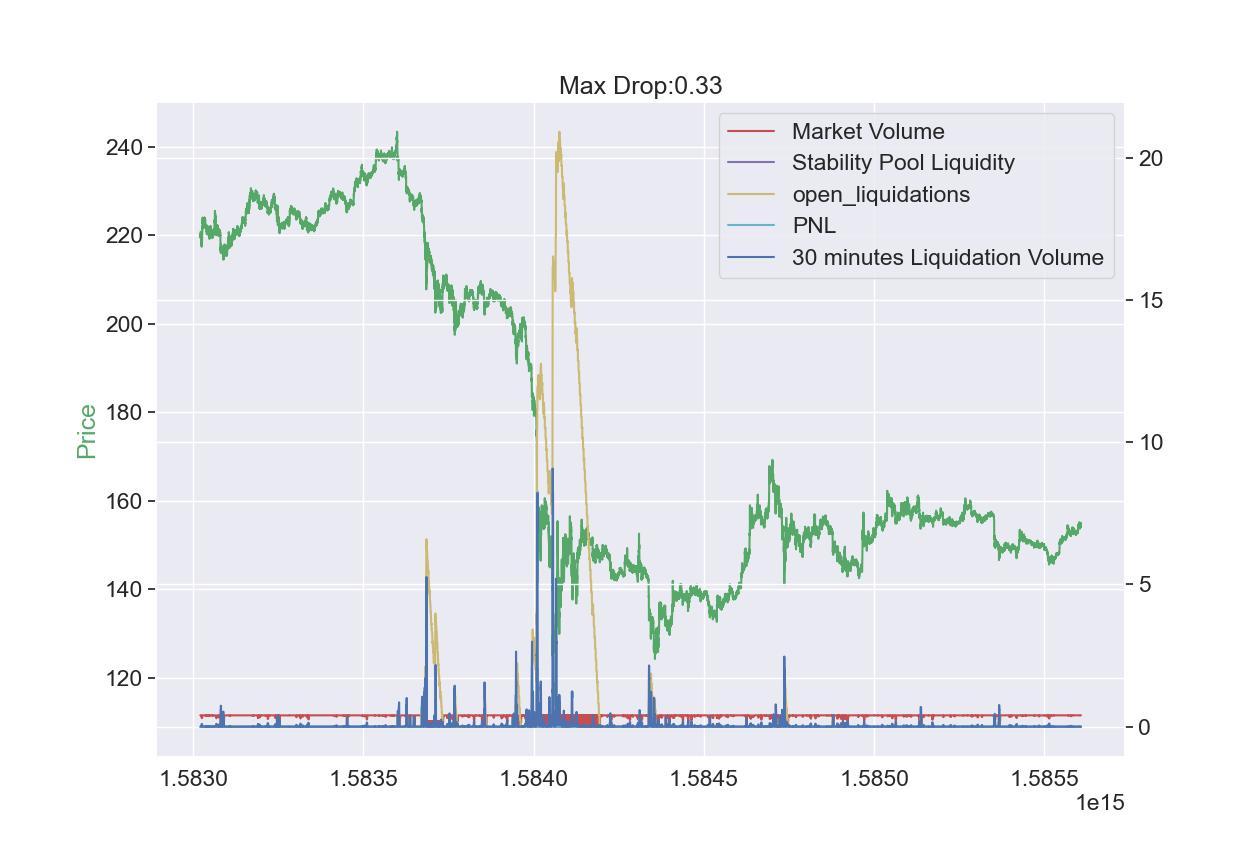 Max Drop:0.33
Market Volume
Stability Pool Liquidity
open_liquidations
PNL
30 minutes Liquidation Volume
Price
240
220
200
180
160
140
120
20
15
10
5
0
1.5830 1.5835 1.5840 1.5845 1.5850 1.5855
1e15